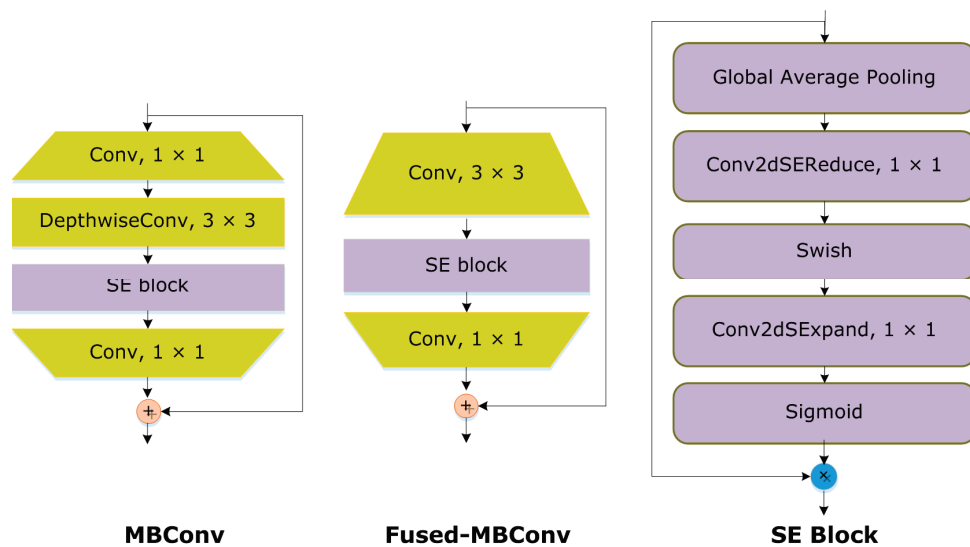 Conv, 1 × 1
DepthwiseConv, 3 × 3
SE block
Conv, 1 × 1
+
MBConv
Conv, 3 × 3
SE block
Conv, 1 × 1
+
Fused-MBConv
Global Average Pooling
Conv2dSEReduce, 1 × 1
Swish
Conv2dSExpand, 1 × 1
Sigmoid
×
SE Block